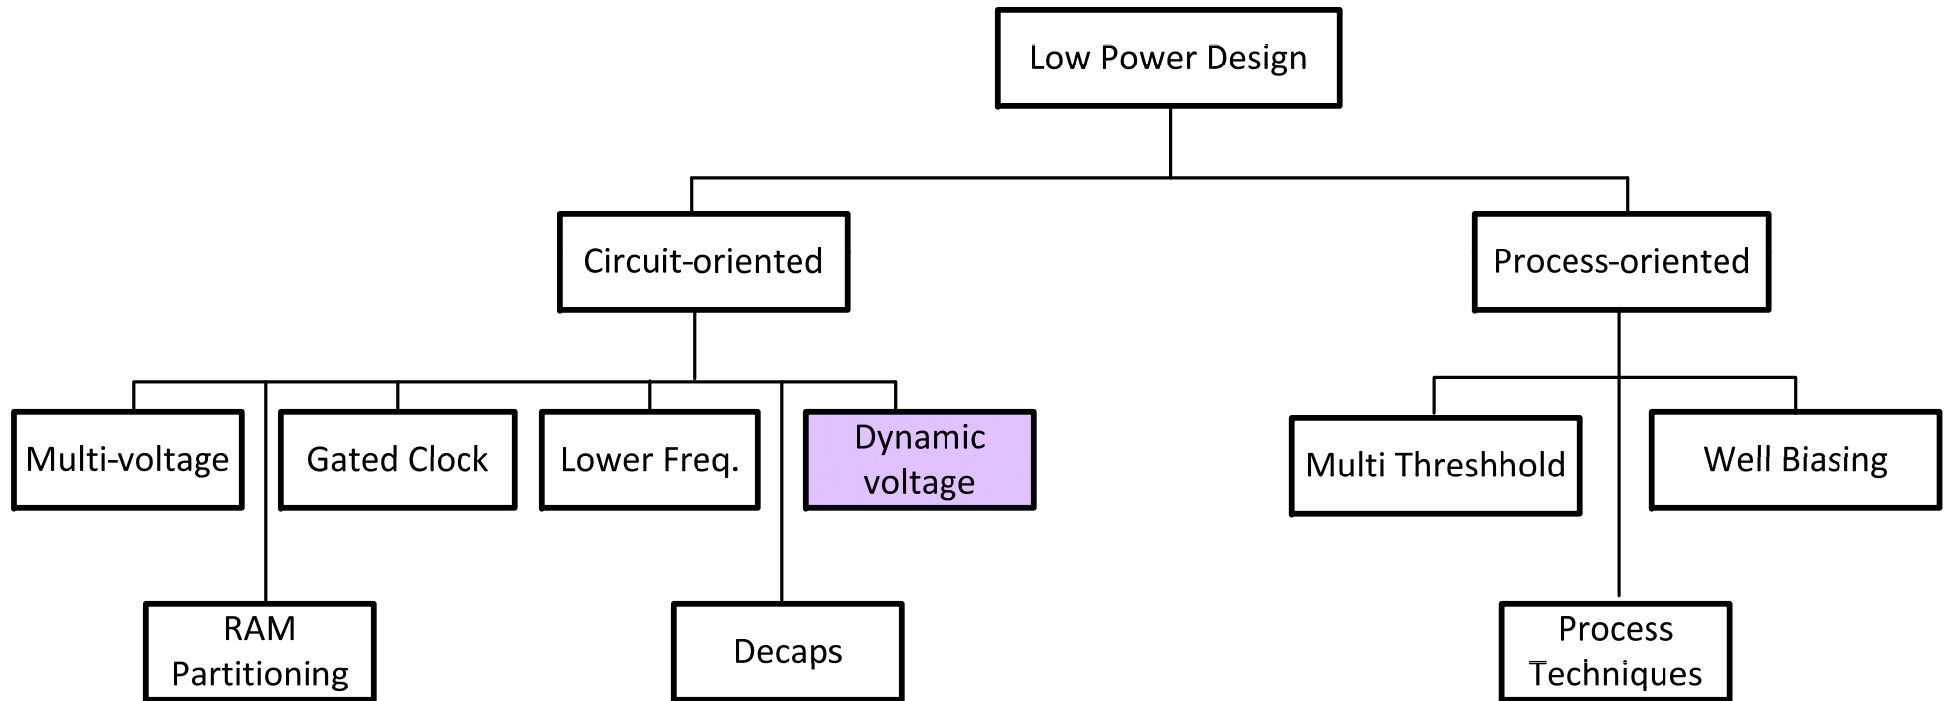 Low Power Design
Circuit-oriented
Process-oriented
Multi-voltage
Gated Clock
Lower Freq.
Dynamic
voltage
Multi Threshhold
Well Biasing
RAM
Partitioning
Decaps
Process
Techniques